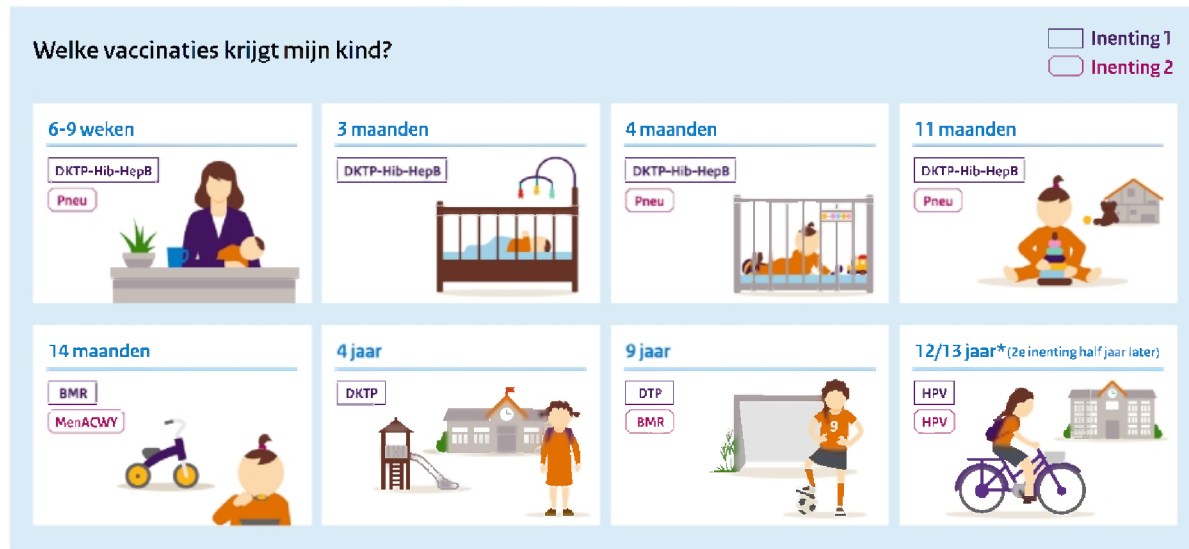 Welke vaccinaties krijgt mijn kind?
Inenting 1
Inenting 2
6-9 weken
DKTP-Hib-HepB
Pneu
3 maanden
DKTP-Hib-HepB
4 maanden
DKTP-Hib-HepB
Pneu
11 maanden
DKTP-Hib-HepB
Pneu
14 maanden
BMR
MenACWY
4 jaar
DKTP
9 jaar
DTP
BMR
9
12/13 jaar* (2e inenting half jaar later)
HPV
HPV